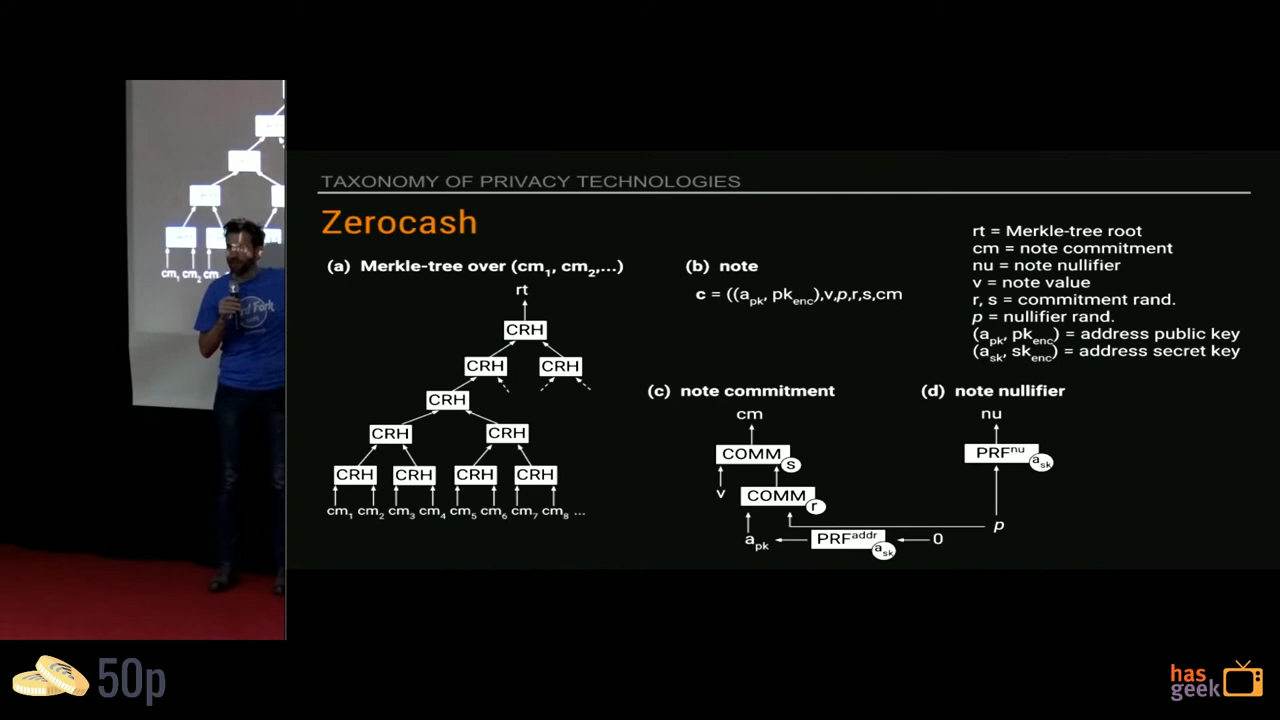 TAXONOMY OF PRIVACY TECHNOLOGIES
Zerocash
(a) Merkle-tree over (cm1, cm2,...)
rt
CRH
CRH CRH
CRH
CRH CRH
CRH CRH CRH CRH
cm1 cm2 cm3 cm4 cm5 cm6 cm7 cm8 ...
(b) note
c = ((apk, pkenc),v,p,r,s,cm
rt = Merkle-tree root
cm = note commitment
nu = note nullifier
v = note value
r, s = commitment rand.
p = nullifier rand.
(apk, pkenc) = address public key
(ask, skenc) = address secret key
(c) note commitment
cm
COMM s
v COMM r
apk PRFaddr ask 0
(d) note nullifier
nu
PRFnu ask
p
cm1 cm2 cm
Fork
50p
has
geek